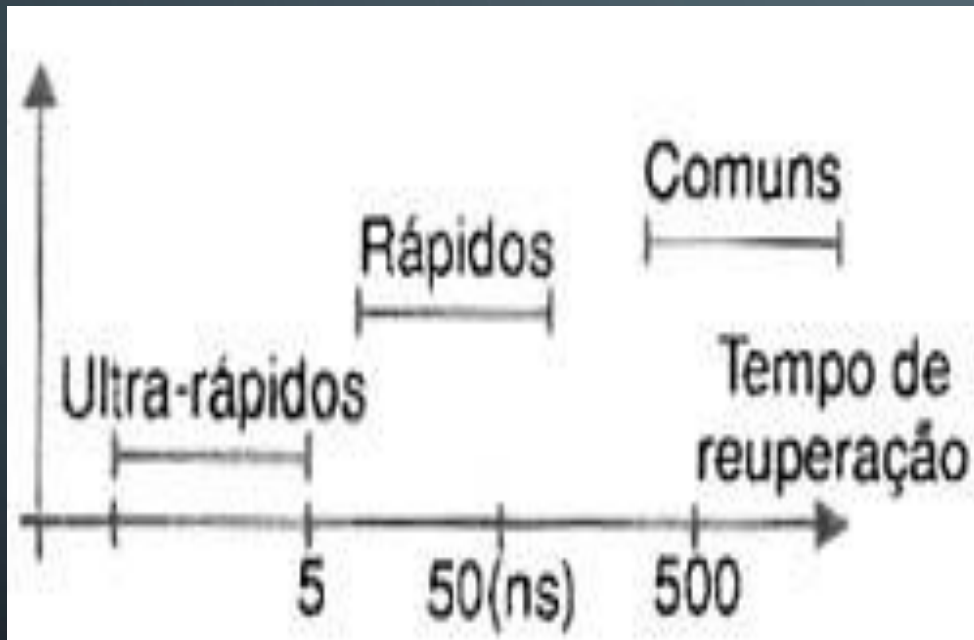 Comuns
Rápidos
Ultra-rápidos
Tempo de
reuperação
5
50(ns)
500